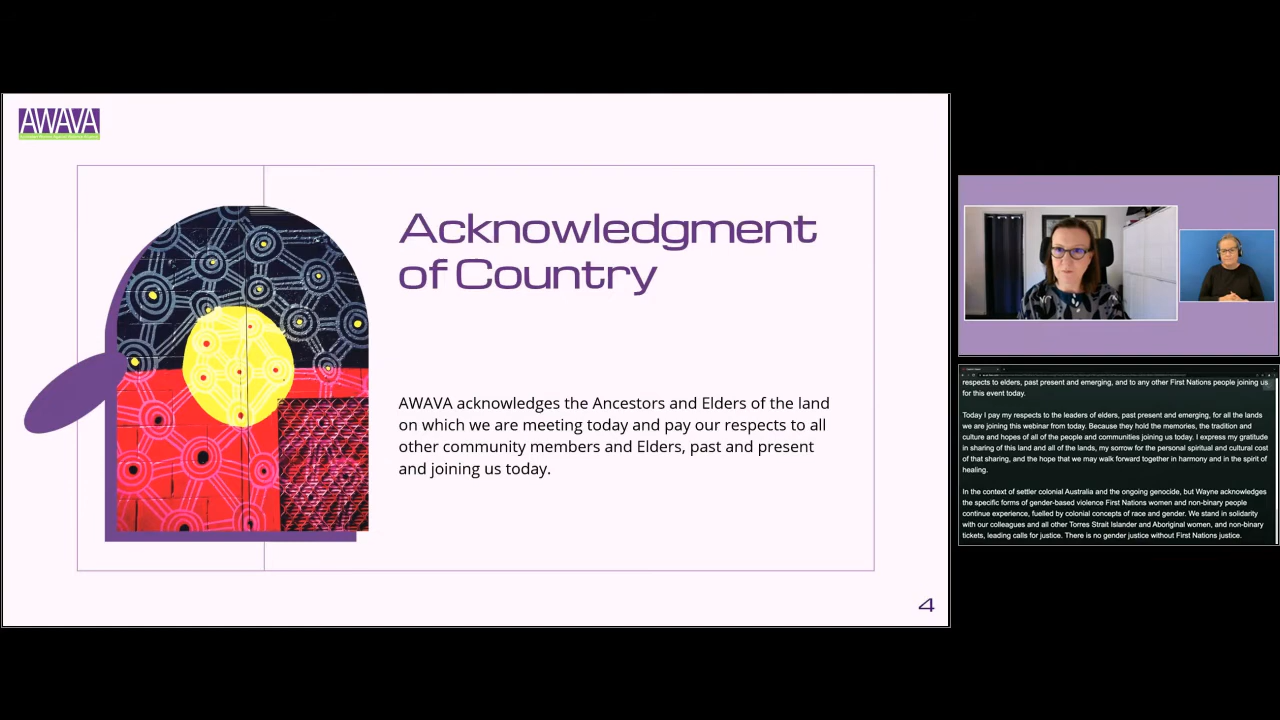 AWAVA
Acknowledgment
of Country
AWAVA acknowledges the Ancestors and Elders of the land
on which we are meeting today and pay our respects to all
other community members and Elders, past and present
and joining us today.
4
respects to elders, past present and emerging, and to any other First Nations people joining us
for this event today.
Today I pay my respects to the leaders of elders, past present and emerging, for all the lands
we are joining this webinar from today. Because they hold the memories, the tradition and
culture and hopes of all of the people and communities joining us today. I express my gratitude
in sharing of this land and all of the lands, my sorrow for the personal spiritual and cultural cost
of that sharing, and the hope that we may walk forward together in harmony and in the spirit of
healing.
In the context of settler colonial Australia and the ongoing genocide, but Wayne acknowledges
the specific forms of gender-based violence First Nations women and non-binary people
continue experience, fuelled by colonial concepts of race and gender. We stand in solidarity
with our colleagues and all other Torres Strait Islander and Aboriginal women, and non-binary
tickets, leading calls for justice. There is no gender justice without First Nations justice.